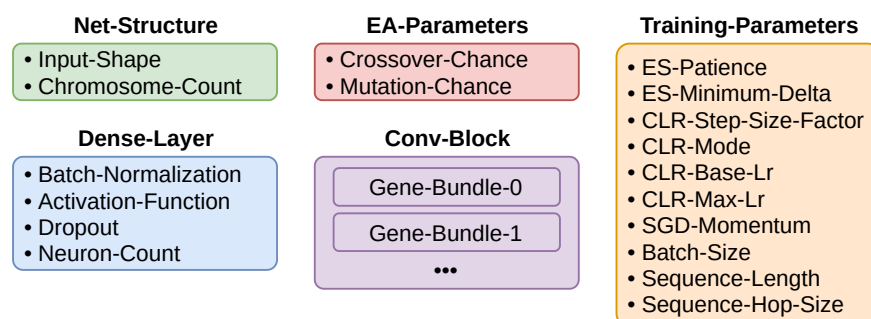 Net-Structure
• Input-Shape
• Chromosome-Count
EA-Parameters
• Crossover-Chance
• Mutation-Chance
Training-Parameters
• ES-Patience
• ES-Minimum-Delta
• CLR-Step-Size-Factor
• CLR-Mode
• CLR-Base-Lr
• CLR-Max-Lr
• SGD-Momentum
• Batch-Size
• Sequence-Length
• Sequence-Hop-Size
Dense-Layer
• Batch-Normalization
• Activation-Function
• Dropout
• Neuron-Count
Conv-Block
Gene-Bundle-0
Gene-Bundle-1
•••